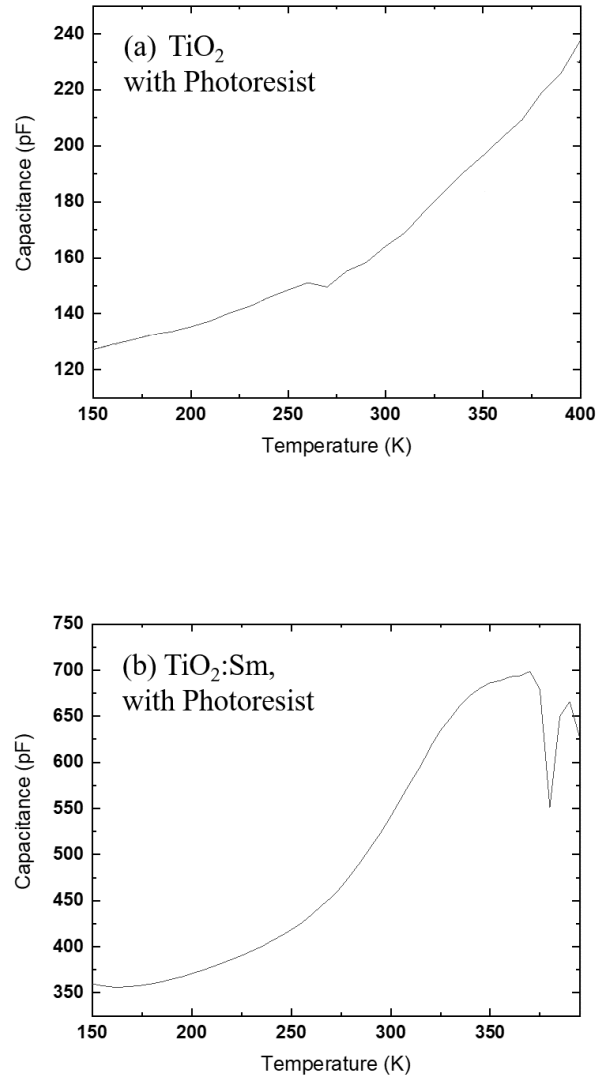 240
(a) TiO₂
with Photoresist
220
200
180
160
140
120
Capacitance (pF)
150 200 250 300 350 400
Temperature (K)
750
(b) TiO₂:Sm,
with Photoresist
700
650
600
550
500
450
400
350
Capacitance (pF)
150 200 250 300 350
Temperature (K)